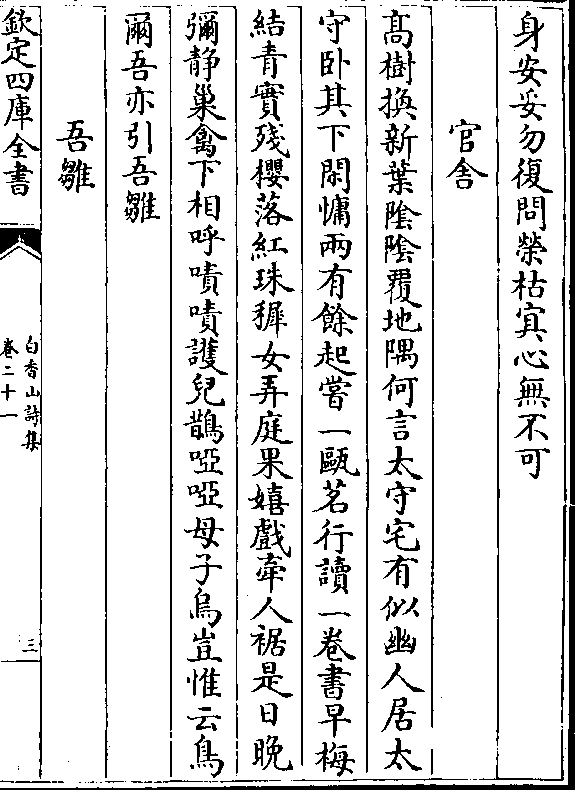 身安妥勿復問榮枯㝠心無不可
官舎
髙樹換新葉陰陰覆地隅何言太守宅有似幽人居太
守卧其下閑慵兩有餘起嘗一甌茗行讀一卷書早梅
結青實殘櫻落紅珠穉女弄庭果嬉戲牽人裾是日晚
彌静巢禽下相呼嘖嘖護兒鵲啞啞母子烏豈惟云鳥
爾吾亦引吾雛
吾雛
欽定四庫全書
白香山詩集
卷二十一
三